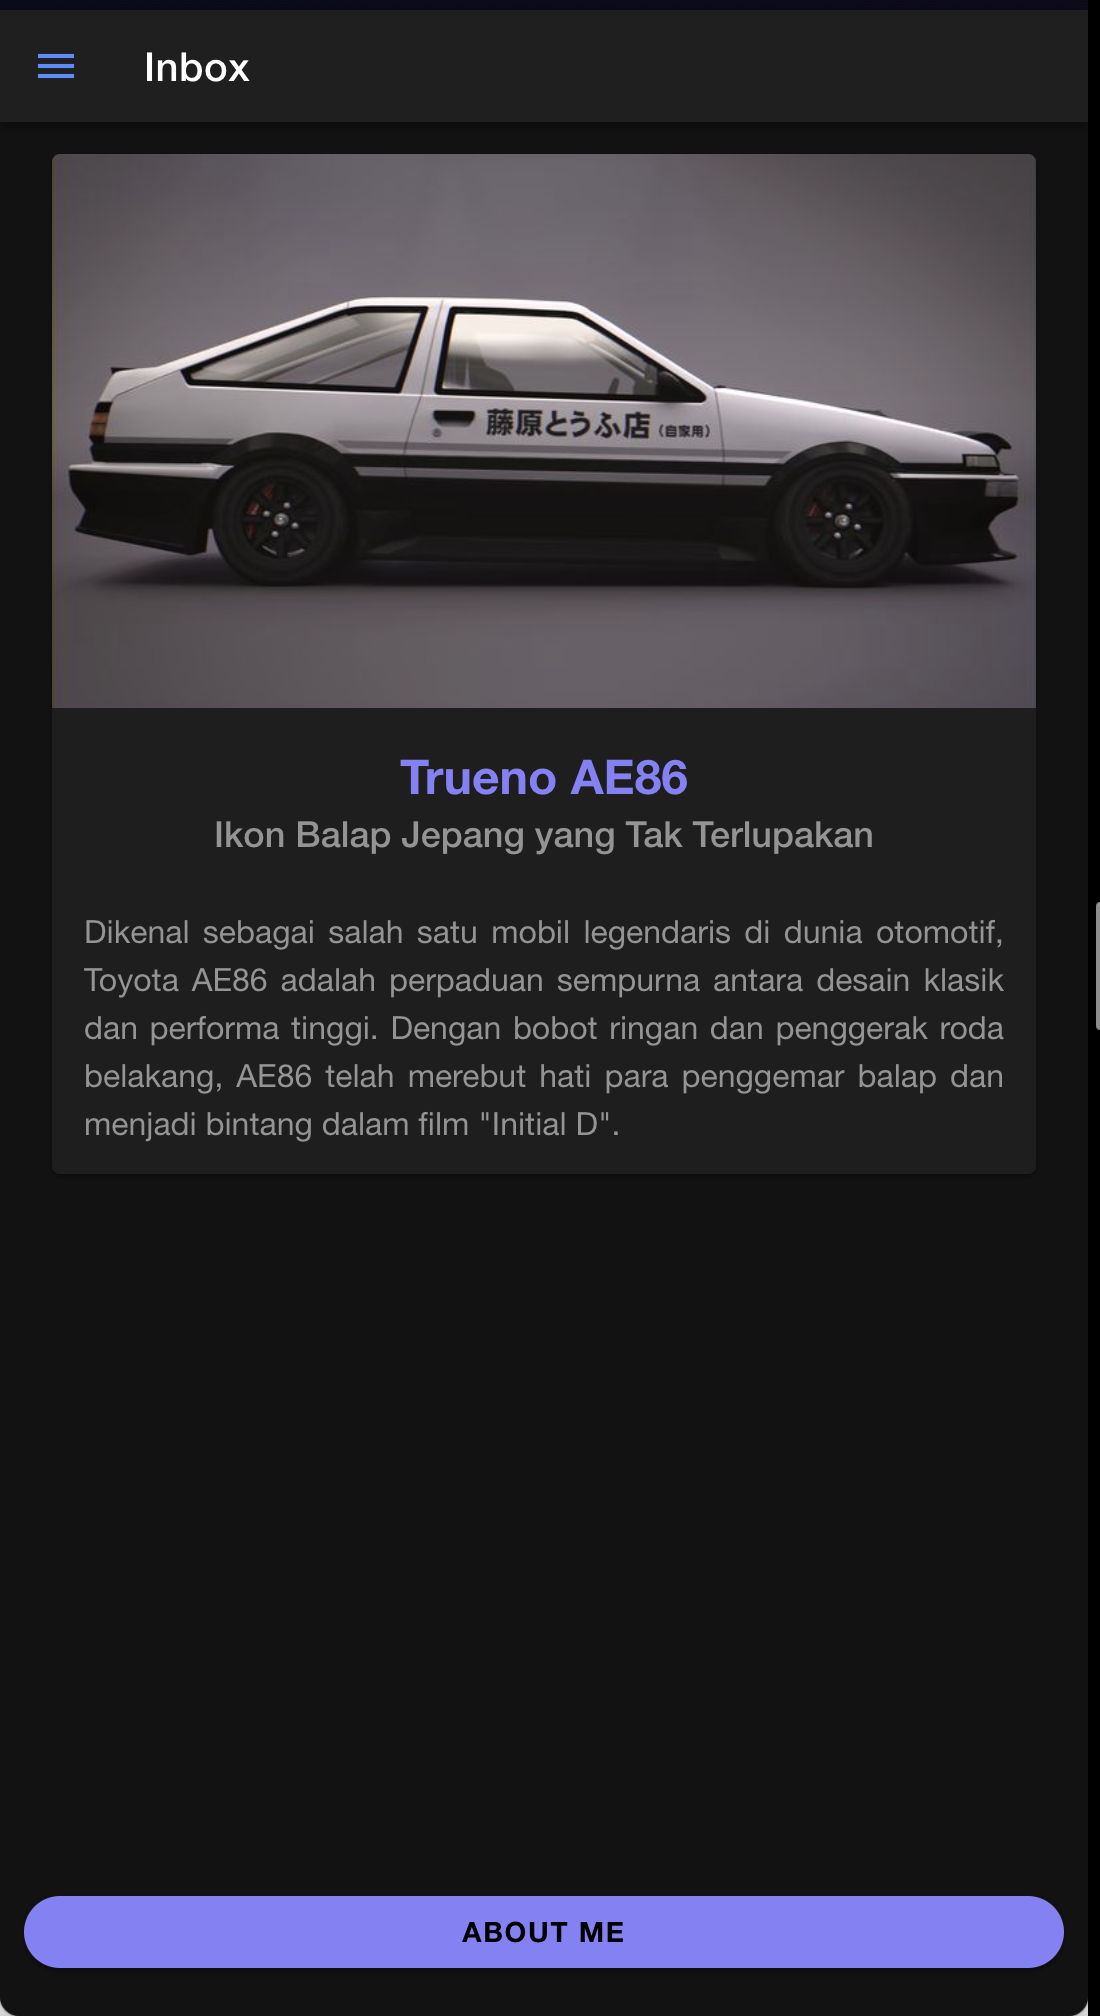 Inbox
藤原とうふ店（自家用）
Trueno AE86
Ikon Balap Jepang yang Tak Terlupakan
Dikenal sebagai salah satu mobil legendaris di dunia otomotif,
Toyota AE86 adalah perpaduan sempurna antara desain klasik
dan performa tinggi. Dengan bobot ringan dan penggerak roda
belakang, AE86 telah merebut hati para penggemar balap dan
menjadi bintang dalam film "Initial D".
ABOUT ME